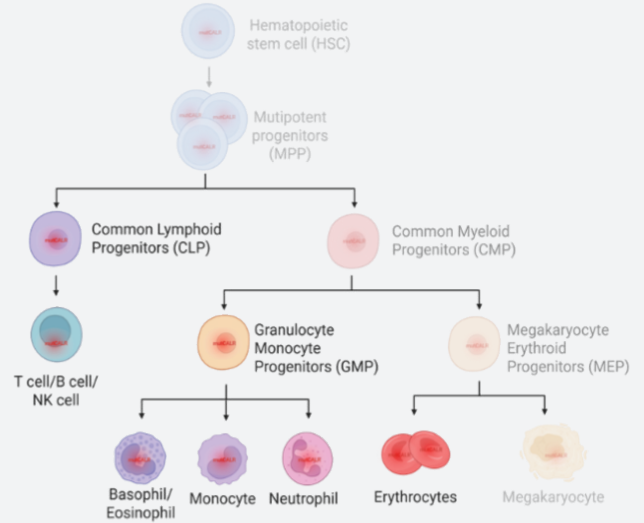 Hematopoietic
stem cell (HSC)
Mutipotent
progenitors
(MPP)
Common Lymphoid
Progenitors (CLP)
Common Myeloid
Progenitors (CMP)
T cell/B cell/
NK cell
Granulocyte
Monocyte
Progenitors (GMP)
Megakaryocyte
Erythroid
Progenitors (MEP)
Basophil/
Eosinophil
Monocyte
Neutrophil
Erythrocytes
Megakaryocyte